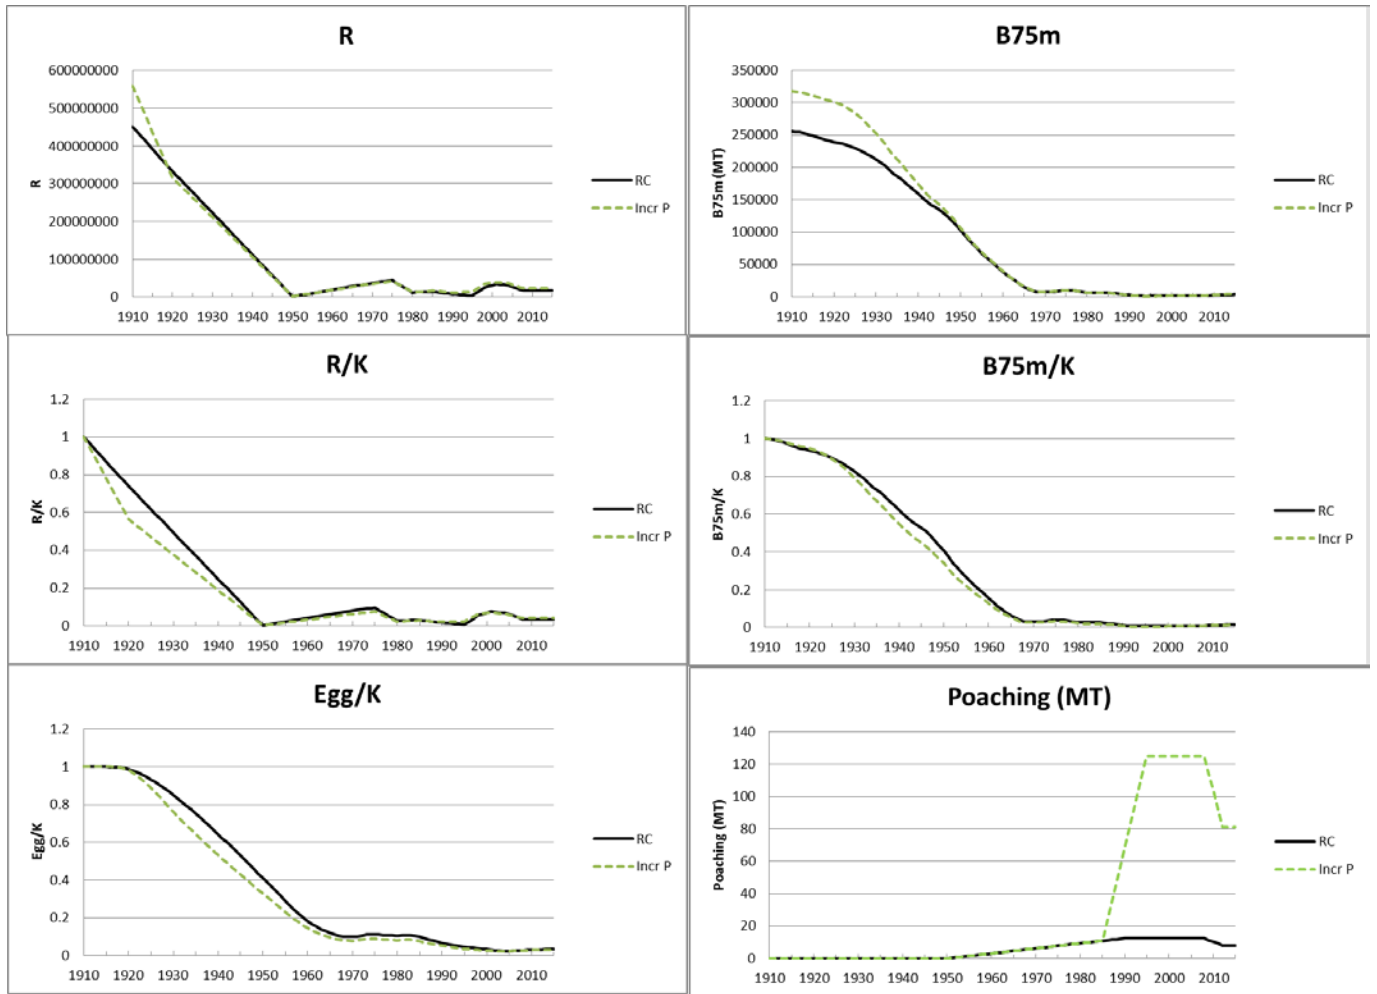 R
600000000
500000000
400000000
300000000
200000000
100000000
0
R
1910 1920 1930 1940 1950 1960 1970 1980 1990 2000 2010
RC
Incr P
B75m
350000
300000
250000
200000
150000
100000
50000
0
B75m (MT)
1910 1920 1930 1940 1950 1960 1970 1980 1990 2000 2010
RC
Incr P
R/K
1.2
1
0.8
0.6
0.4
0.2
0
R/K
1910 1920 1930 1940 1950 1960 1970 1980 1990 2000 2010
RC
Incr P
B75m/K
1.2
1
0.8
0.6
0.4
0.2
0
B75m/K
1910 1920 1930 1940 1950 1960 1970 1980 1990 2000 2010
RC
Incr P
Egg/K
1.2
1
0.8
0.6
0.4
0.2
0
Egg/K
1910 1920 1930 1940 1950 1960 1970 1980 1990 2000 2010
RC
Incr P
Poaching (MT)
140
120
100
80
60
40
20
0
Poaching (MT)
1910 1920 1930 1940 1950 1960 1970 1980 1990 2000 2010
RC
Incr P